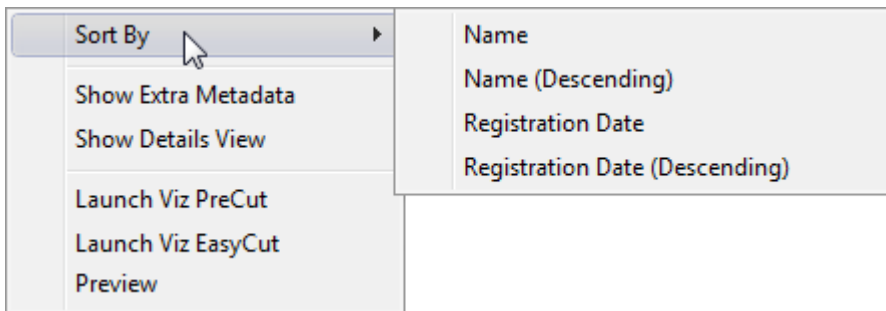 Sort By
Show Extra Metadata
Show Details View
Launch Viz PreCut
Launch Viz EasyCut
Preview
Name
Name (Descending)
Registration Date
Registration Date (Descending)